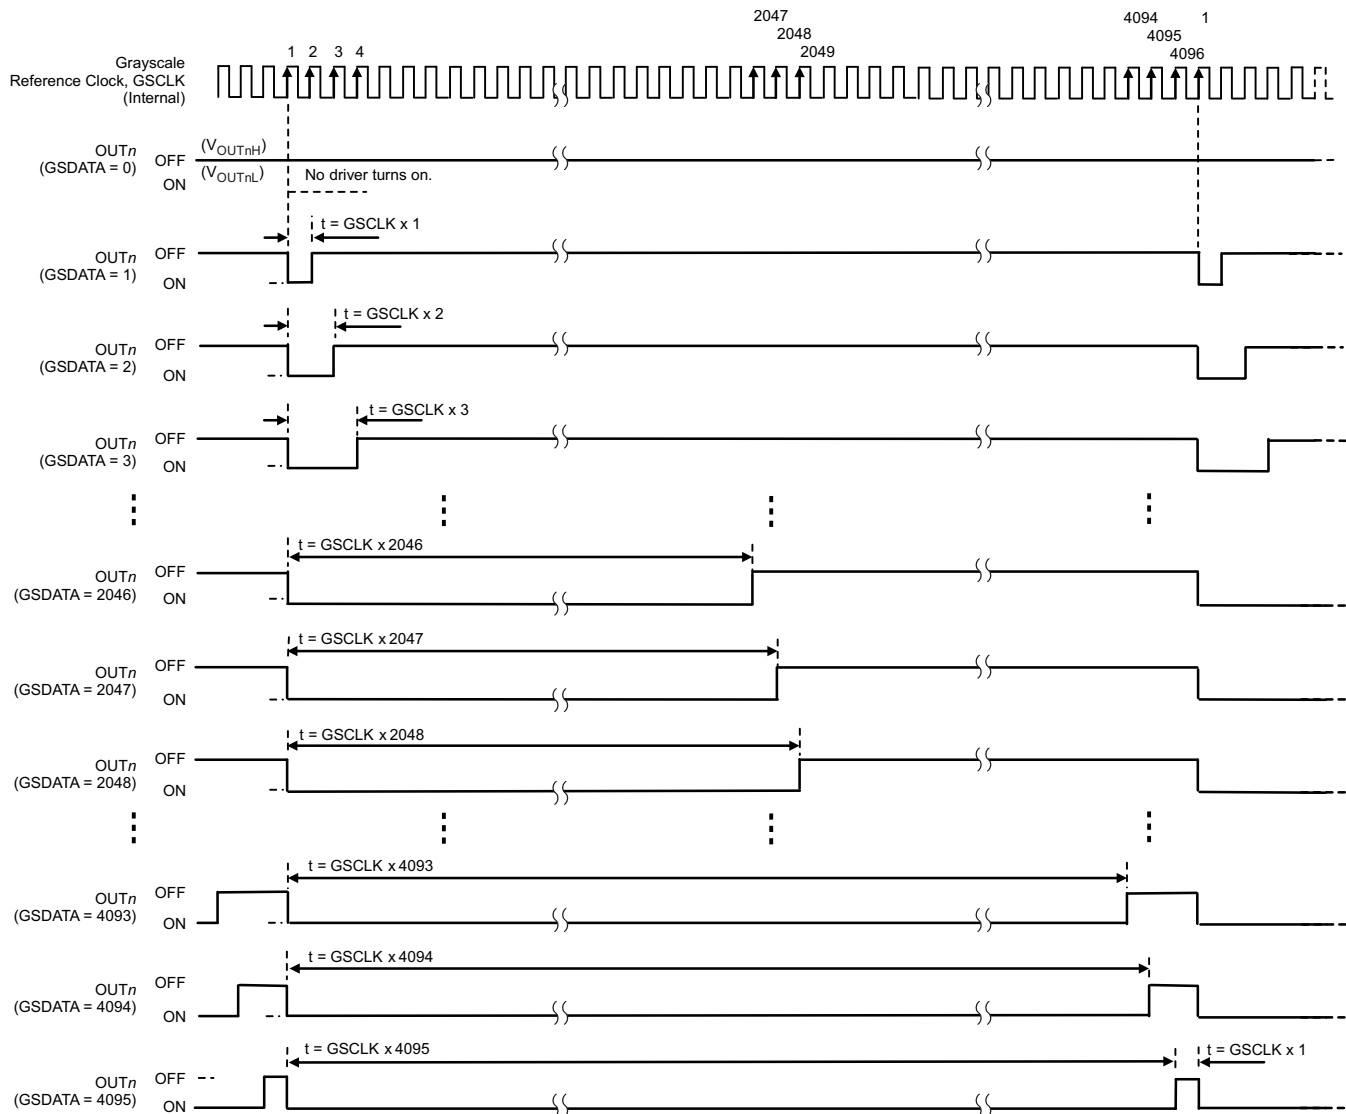 2047
2048
2049
4094
4095
4096
1
1 2 3 4
Grayscale
Reference Clock, GSCLK
(Internal)
OUTn
(GSDATA = 0)
OFF
ON
(VOUTnH)
(VOUTnL)
No driver turns on.
t = GSCLK x 1
OUTn
(GSDATA = 1)
OFF
ON
t = GSCLK x 2
OUTn
(GSDATA = 2)
OFF
ON
t = GSCLK x 3
OUTn
(GSDATA = 3)
OFF
ON
t = GSCLK x 2046
OUTn
(GSDATA = 2046)
OFF
ON
t = GSCLK x 2047
OUTn
(GSDATA = 2047)
OFF
ON
t = GSCLK x 2048
OUTn
(GSDATA = 2048)
OFF
ON
t = GSCLK x 4093
OUTn
(GSDATA = 4093)
OFF
ON
t = GSCLK x 4094
OUTn
(GSDATA = 4094)
OFF
ON
t = GSCLK x 4095
t = GSCLK x 1
OUTn
(GSDATA = 4095)
OFF
ON